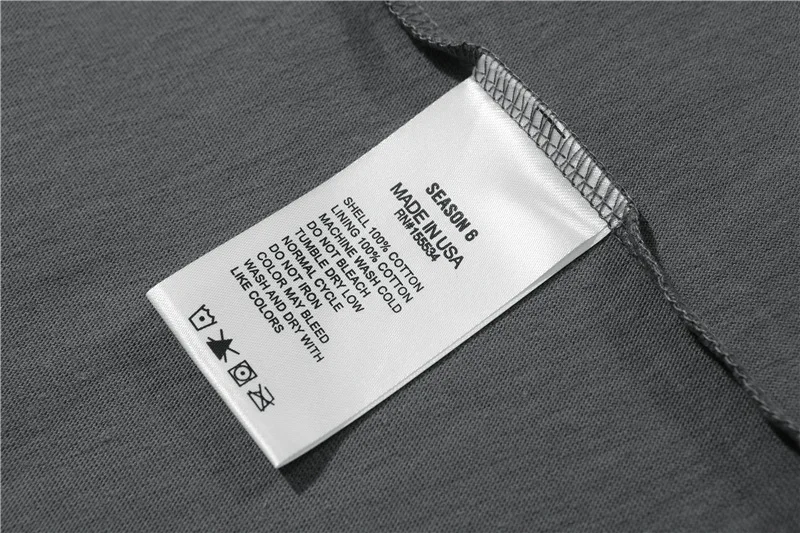 SEASON 6
MADE IN USA
RN#155534
SHELL 100% COTTON
LINING 100% COTTON
MACHINE WASH COLD
DO NOT BLEACH
TUMBLE DRY LOW
NORMAL CYCLE
DO NOT IRON
COLOR MAY BLEED
WASH AND DRY WITH
LIKE COLORS